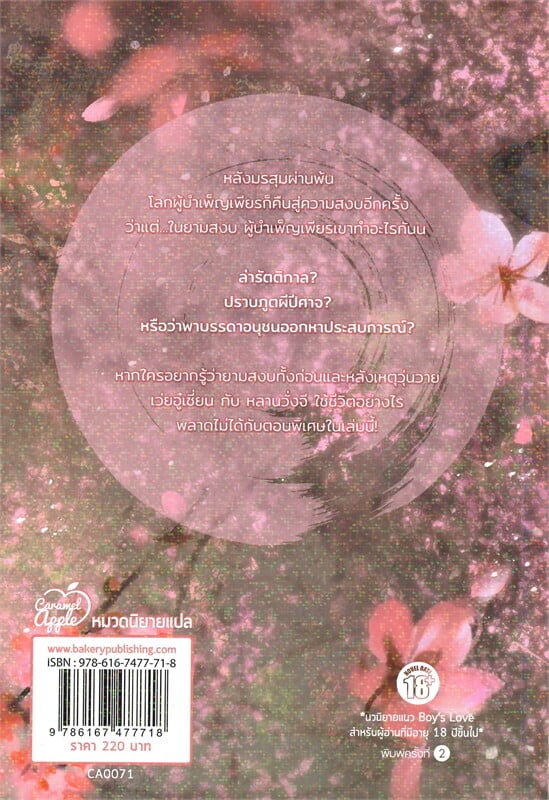 หลังมรสุมผ่านพ้น
โลกผู้บำเพ็ญเพียรก็คืนสู่ความสงบอีกครั้ง
ว่าแต่...ในยามสงบ ผู้บำเพ็ญเพียรเขาทำอะไรกันน
ล่ารัตติกาล?
ปราบภูตผีปีศาจ?
หรือว่าพาบรรดาอนุชนออกหาประสบการณ์?
หากใครอยากรู้ว่ายามสงบทั้งก่อนและหลังเหตุวุ่นวาย
เว่ยอู๋เซี่ยน กับ หลานวั่งจี ใช้ชีวิตอย่างไร
พลาดไม่ได้กับตอนพิเศษในเล่มนี้!
Caramel
Apple
หมวดนิยายแปล
www.bakerypublishing.com
ISBN : 978-616-7477-71-8
9 786167 477718
ราคา 220 บาท
CA0071
NOVEL RATE
18+
*นวนิยายแนว Boy's Love
สำหรับผู้อ่านที่มีอายุ 18 ปีขึ้นไป*
พิมพ์ครั้งที่ 2